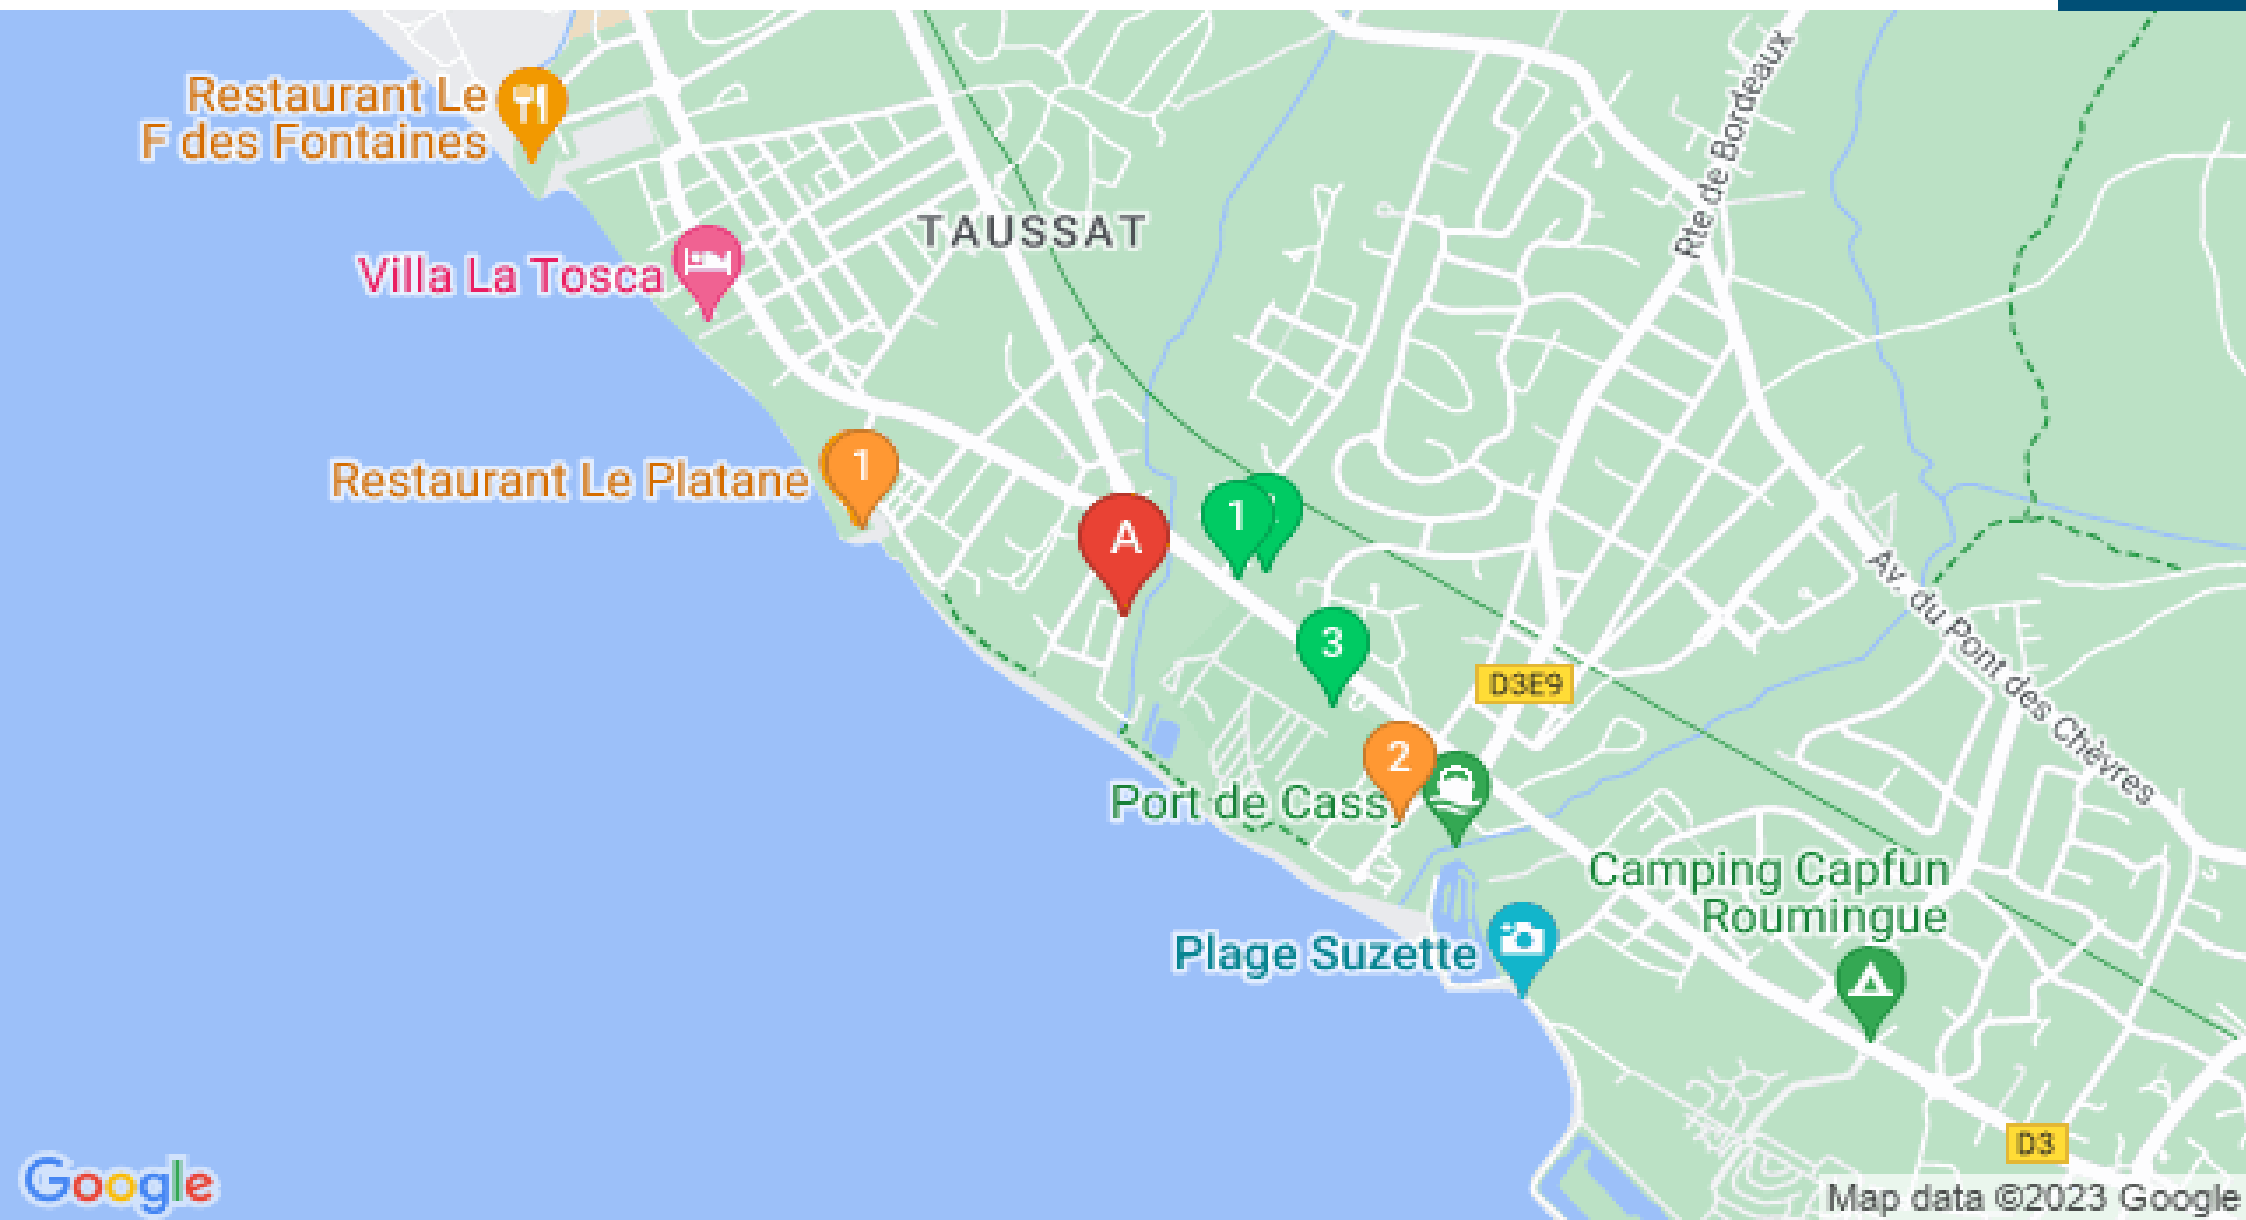 Restaurant Le
F des Fontaines
Rte de Bordeaux
TAUSSAT
Villa La Tosca
Restaurant Le Platane
1
A
1
3
D3E9
Av. du Pont des Chèvres
2
Port de Cassy
Camping Capfun
Roumingue
Plage Suzette
D3
Google
Map data ©2023 Google